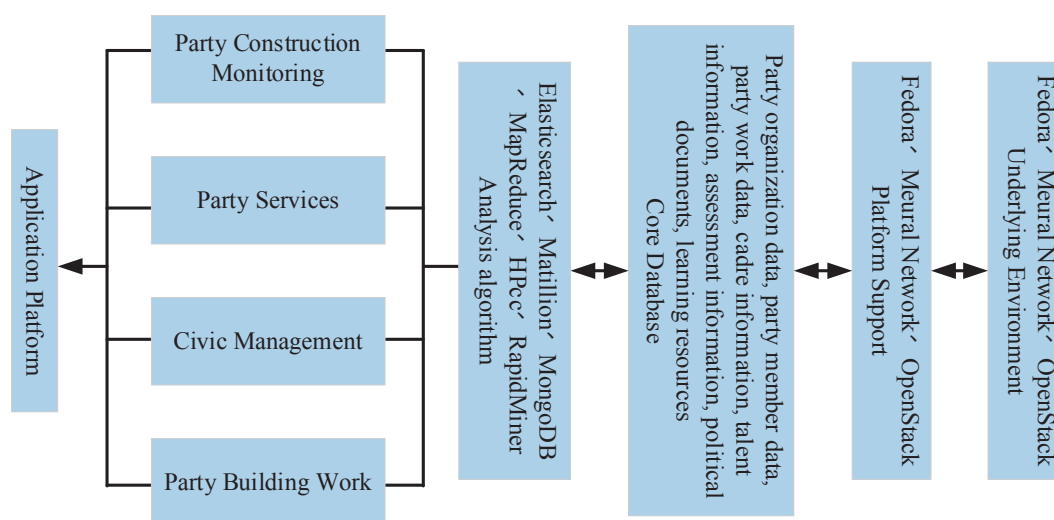 Application Platform
Party Construction
Monitoring
Party Services
Civic Management
Party Building Work
Elasticsearch、Matillion、MongoDB
、MapReduce、HPcc、RapidMiner
Analysis algorithm
Party organization data, party member data,
party work data, cadre information, talent
information, assessment information, political
documents, learning resources
Core Database
Fedora、Meural Network、OpenStack
Platform Support
Fedora、Meural Network、OpenStack
Underlying Environment